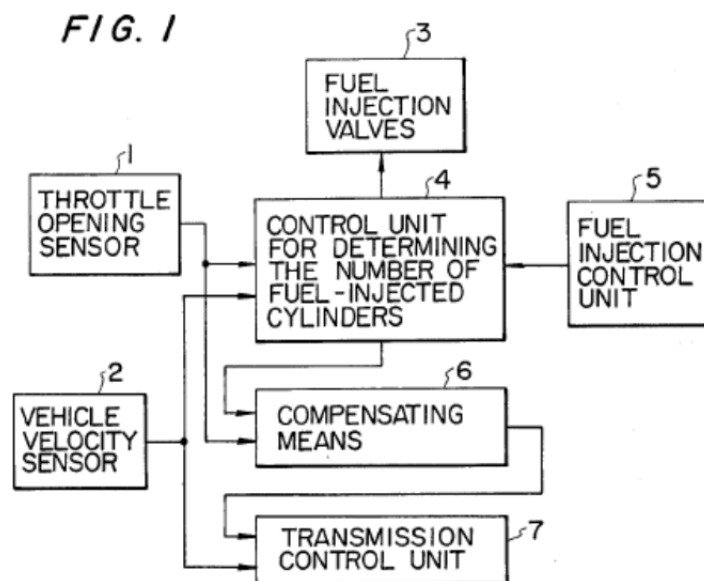 FIG. 1
3
FUEL
INJECTION
VALVES
1
THROTTLE
OPENING
SENSOR
4
CONTROL UNIT
FOR DETERMINING
THE NUMBER OF
FUEL-INJECTED
CYLINDERS
5
FUEL
INJECTION
CONTROL
UNIT
2
VEHICLE
VELOCITY
SENSOR
6
COMPENSATING
MEANS
TRANSMISSION
CONTROL UNIT
7